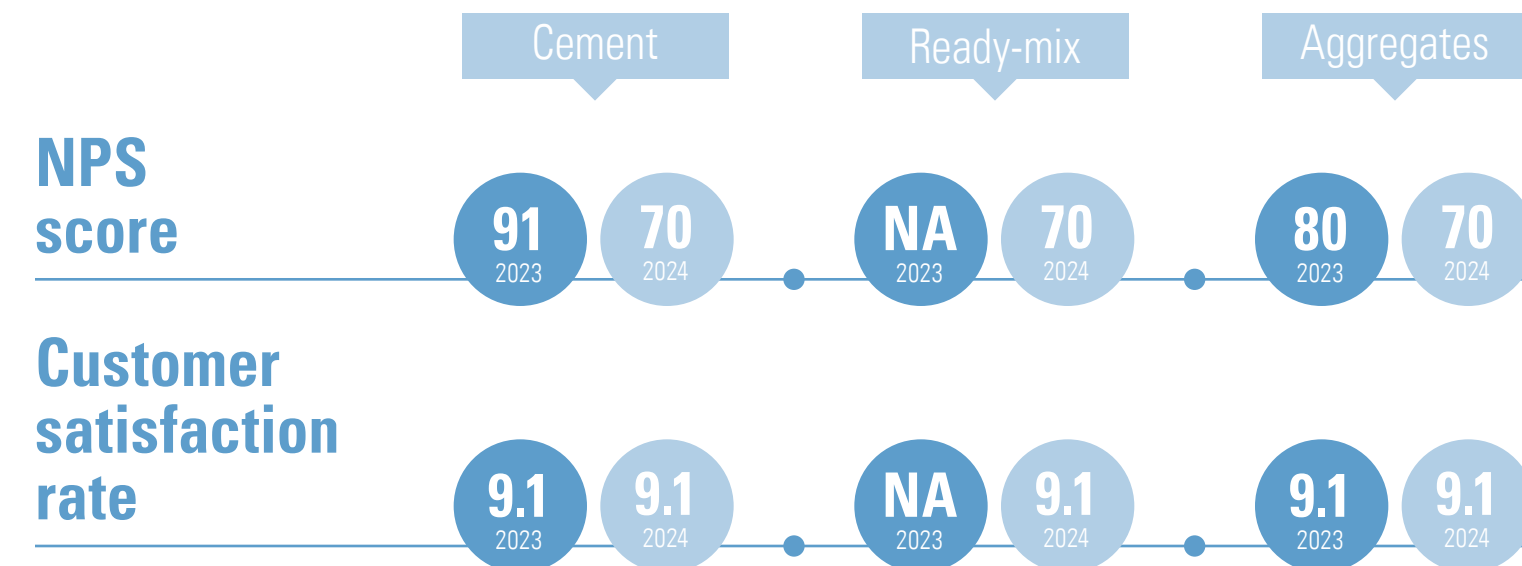 Cement
Ready-mix
Aggregates
NPS
score
91
2023
70
2024
NA
2023
70
2024
80
2023
70
2024
Customer
satisfaction
rate
9.1
2023
9.1
2024
NA
2023
9.1
2024
9.1
2023
9.1
2024